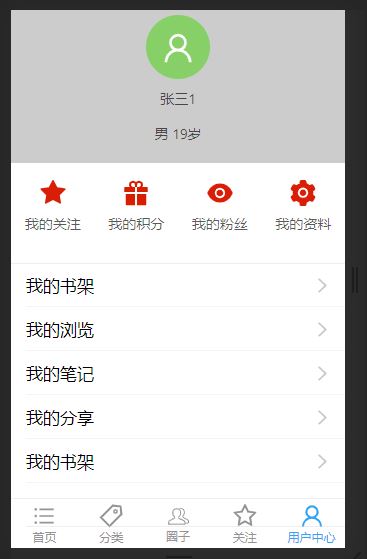 张三1
男 19岁
我的关注 我的积分 我的粉丝 我的资料
我的书架
我的浏览
我的笔记
我的分享
我的书架
首页 分类 圈子 关注 用户中心